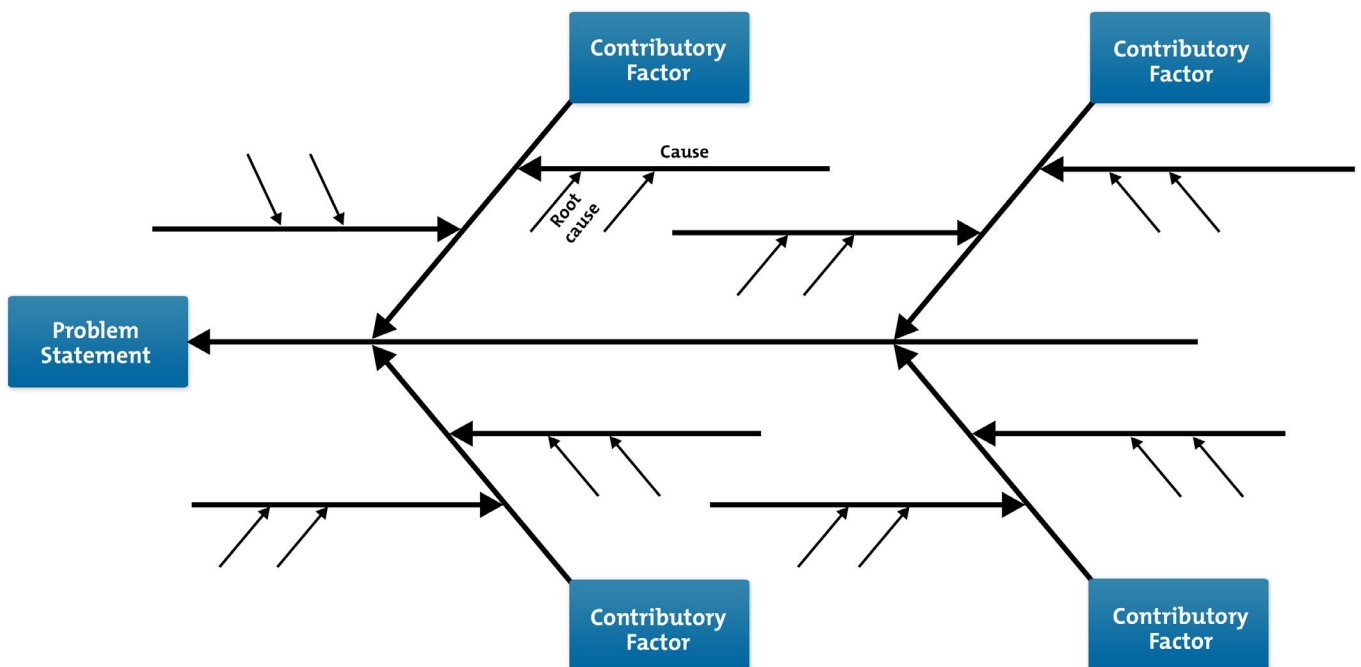 Contributory
Factor
Contributory
Factor
Cause
Root
cause
Problem
Statement
Contributory
Factor
Contributory
Factor